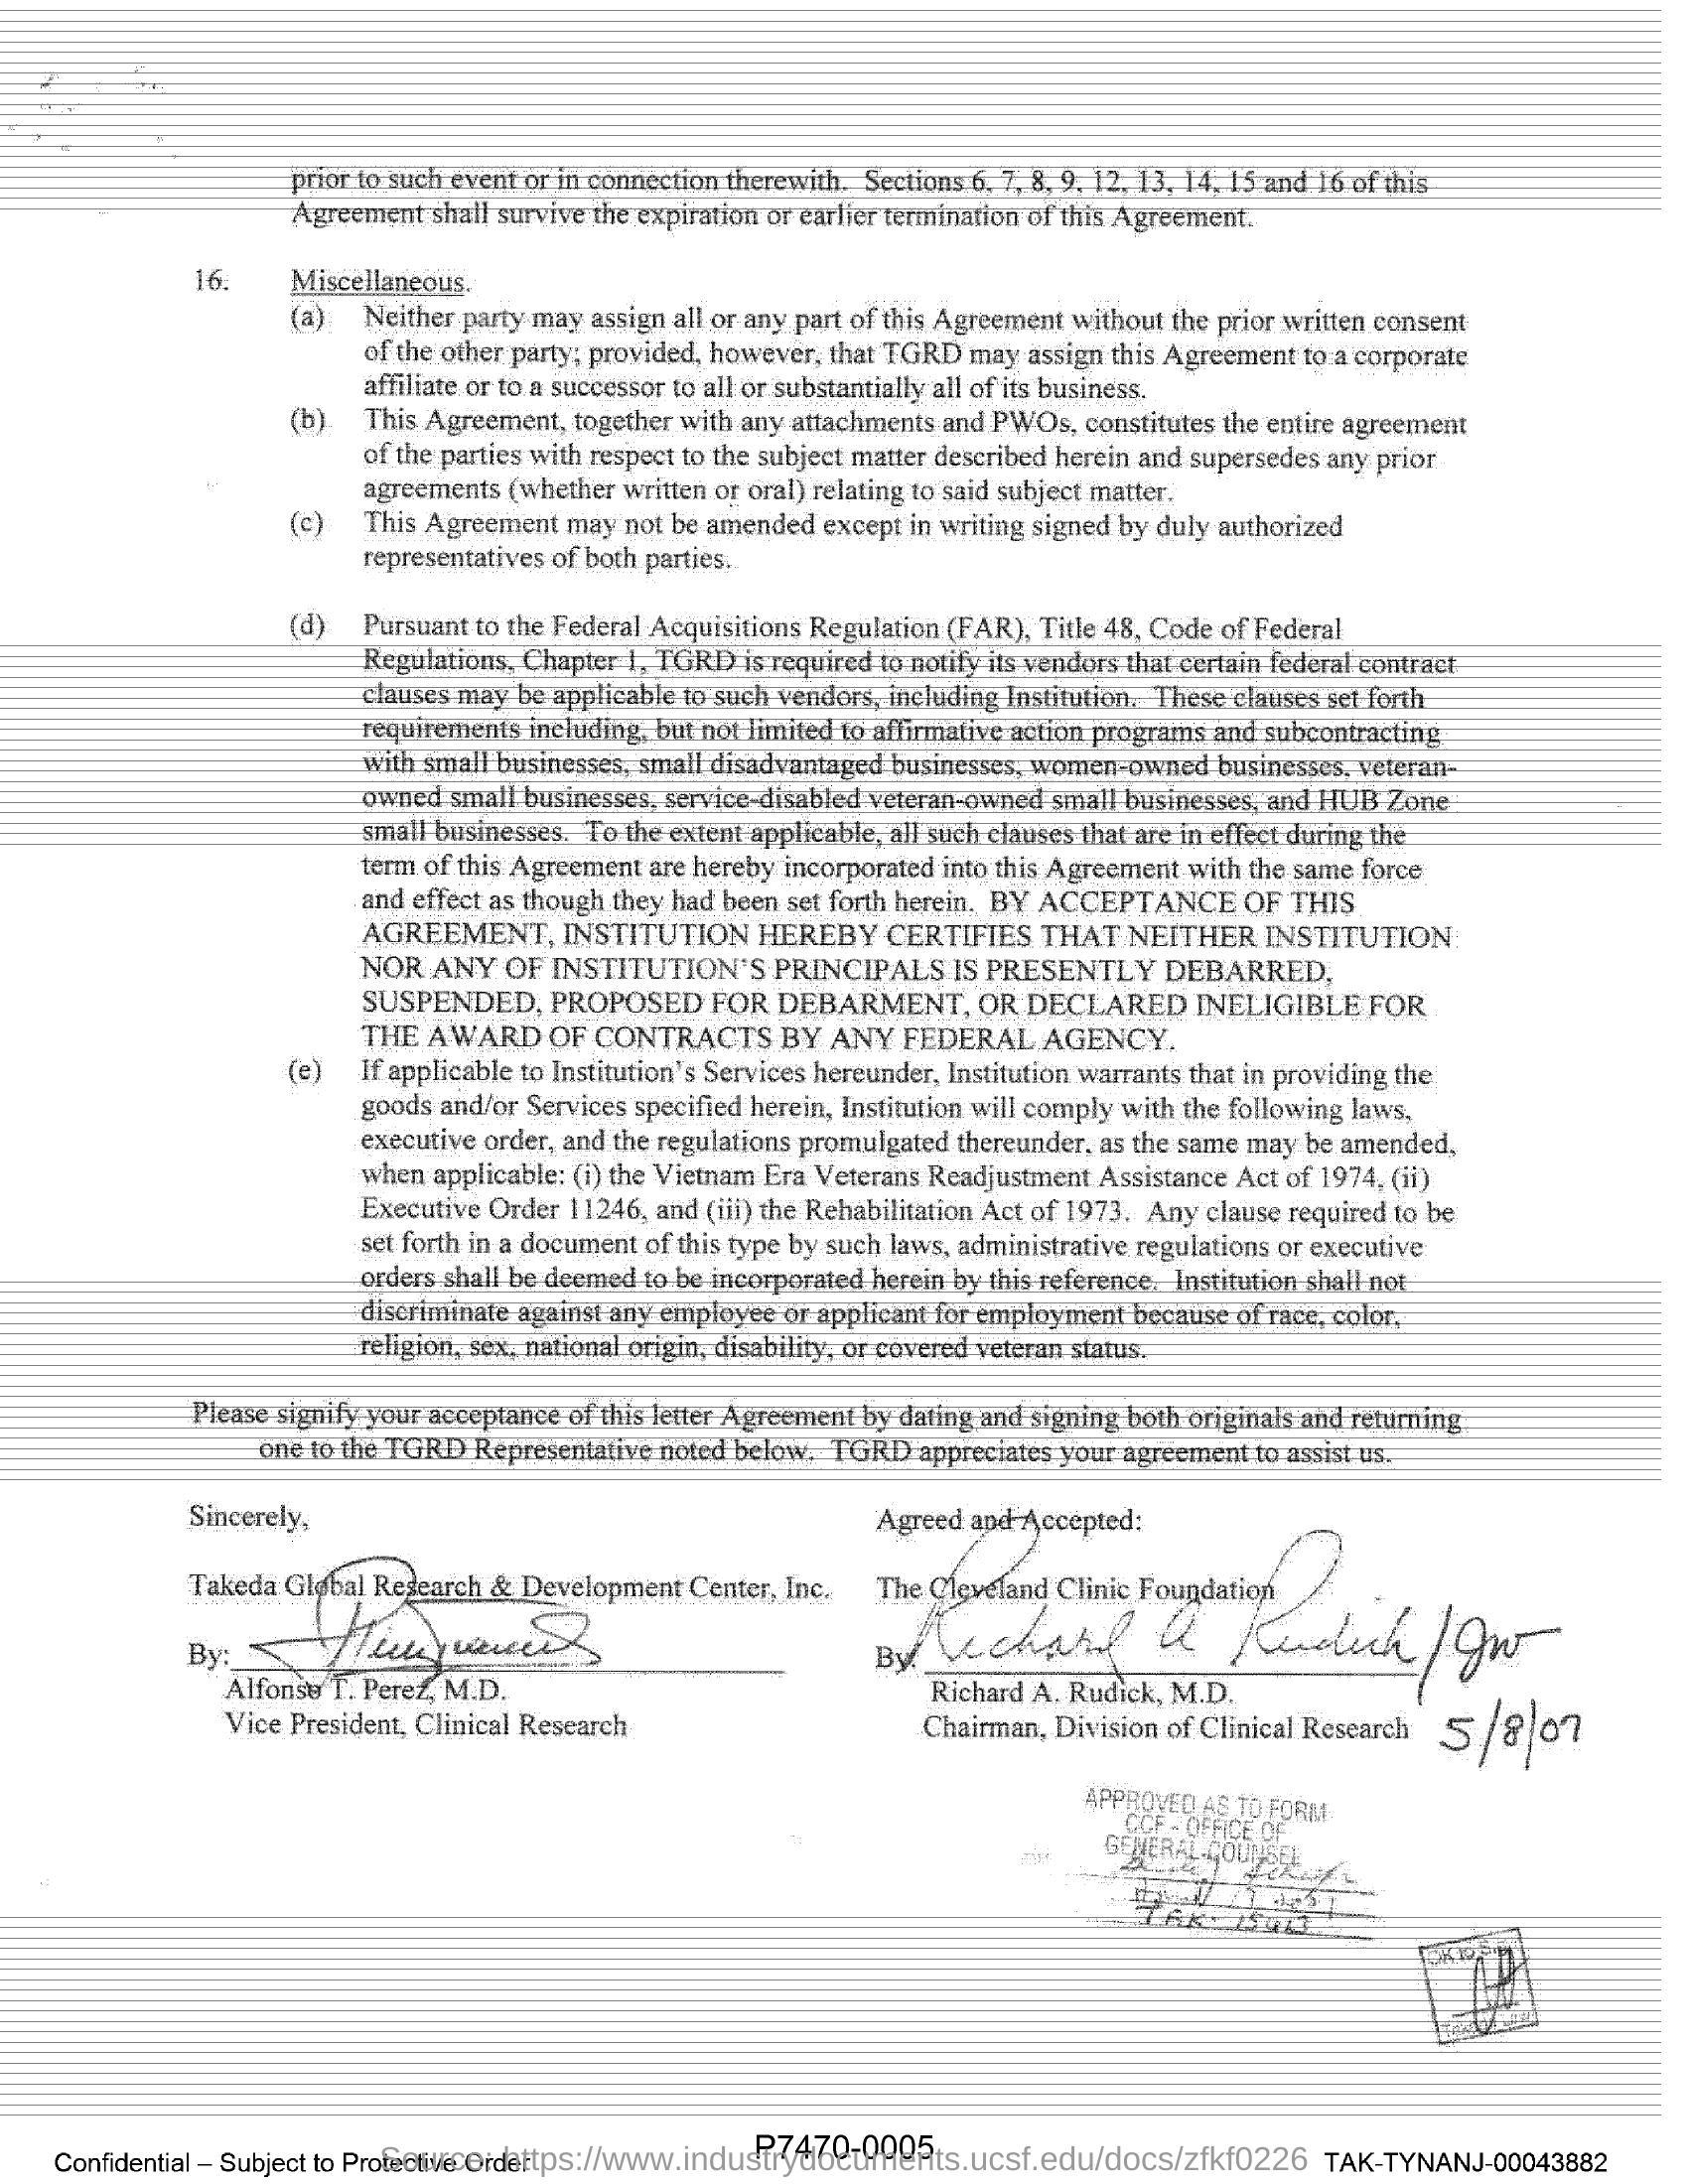 prior to such event or in connection therewith. Sections 6, 7, 8, 9, 12, 13, 14, 15 and 16 of this
Agreement shall survive the expiration or earlier termination of this Agreement.
16. Miscellaneous.
(a) Neither party may assign all or any part of this Agreement without the prior written consent
of the other party; provided, however, that TGRD may assign this Agreement to a corporate
affiliate or to a successor to all or substantially all of its business.
(b) This Agreement, together with any attachments and PWOs, constitutes the entire agreement
of the parties with respect to the subject matter described herein and supersedes any prior
agreements (whether written or oral) relating to said subject matter.
(c) This Agreement may not be amended except in writing signed by duly authorized
representatives of both parties.
(d) Pursuant to the Federal Acquisitions Regulation (FAR), Title 48, Code of Federal
Regulations, Chapter 1, TGRD is required to notify its vendors that certain federal contract
clauses may be applicable to such vendors, including Institution. These clauses set forth
requirements including, but not limited to affirmative action programs and subcontracting
with small businesses, small disadvantaged businesses, women-owned businesses, veteran-
owned small businesses, service-disabled veteran-owned small businesses, and HUB Zone
small businesses. To the extent applicable, all such clauses that are in effect during the
term of this Agreement are hereby incorporated into this Agreement with the same force
and effect as though they had been set forth herein. BY ACCEPTANCE OF THIS
AGREEMENT, INSTITUTION HEREBY CERTIFIES THAT NEITHER INSTITUTION
NOR ANY OF INSTITUTION'S PRINCIPALS IS PRESENTLY DEBARRED,
SUSPENDED, PROPOSED FOR DEBARMENT, OR DECLARED INELIGIBLE FOR
THE AWARD OF CONTRACTS BY ANY FEDERAL AGENCY.
(e) If applicable to Institution's Services hereunder, Institution warrants that in providing the
goods and/or Services specified herein, Institution will comply with the following laws,
executive order, and the regulations promulgated thereunder, as the same may be amended,
when applicable: (i) the Vietnam Era Veterans Readjustment Assistance Act of 1974, (ii)
Executive Order 11246, and (iii) the Rehabilitation Act of 1973. Any clause required to be
set forth in a document of this type by such laws, administrative regulations or executive
orders shall be deemed to be incorporated herein by this reference. Institution shall not
discriminate against any employee or applicant for employment because of race, color,
religion, sex, national origin, disability, or covered veteran status.
Please signify your acceptance of this letter Agreement by dating and signing both originals and returning
one to the TGRD Representative noted below. TGRD appreciates your agreement to assist us.
Sincerely,
Takeda Global Research & Development Center, Inc.
By:
Alfonso T. Perez, M.D.
Vice President, Clinical Research
Agreed and Accepted:
The Cleveland Clinic Foundation
By: Richard A Rudick / gw
Richard A. Rudick, M.D.
Chairman, Division of Clinical Research 5/8/07
APPROVED AS TO FORM
CCF - OFFICE OF
GENERAL COUNSEL
P7470-0005
Confidential – Subject to Protective Order
Source: https://www.industrydocuments.ucsf.edu/docs/zfkf0226
TAK-TYNANJ-00043882